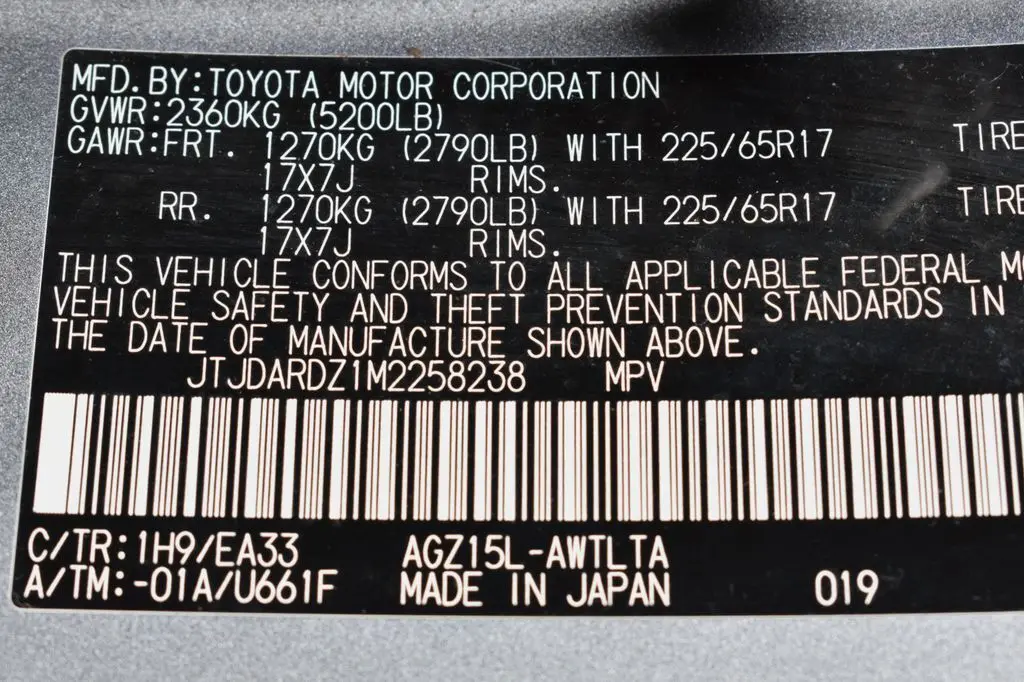 MFD. BY: TOYOTA MOTOR CORPORATION
GVWR: 2360KG (5200LB)
GAWR: FRT. 1270KG (2790LB) WITH 225/65R17 TIRE
17X7J RIMS.
RR. 1270KG (2790LB) WITH 225/65R17 TIRE
17X7J RIMS.
THIS VEHICLE CONFORMS TO ALL APPLICABLE FEDERAL MO
VEHICLE SAFETY AND THEFT PREVENTION STANDARDS IN
THE DATE OF MANUFACTURE SHOWN ABOVE.
JTJDARDZ1M2258238 MPV
C/TR: 1H9/EA33 AGZ15L-AWTLTA
A/TM: -01A/U661F MADE IN JAPAN 019